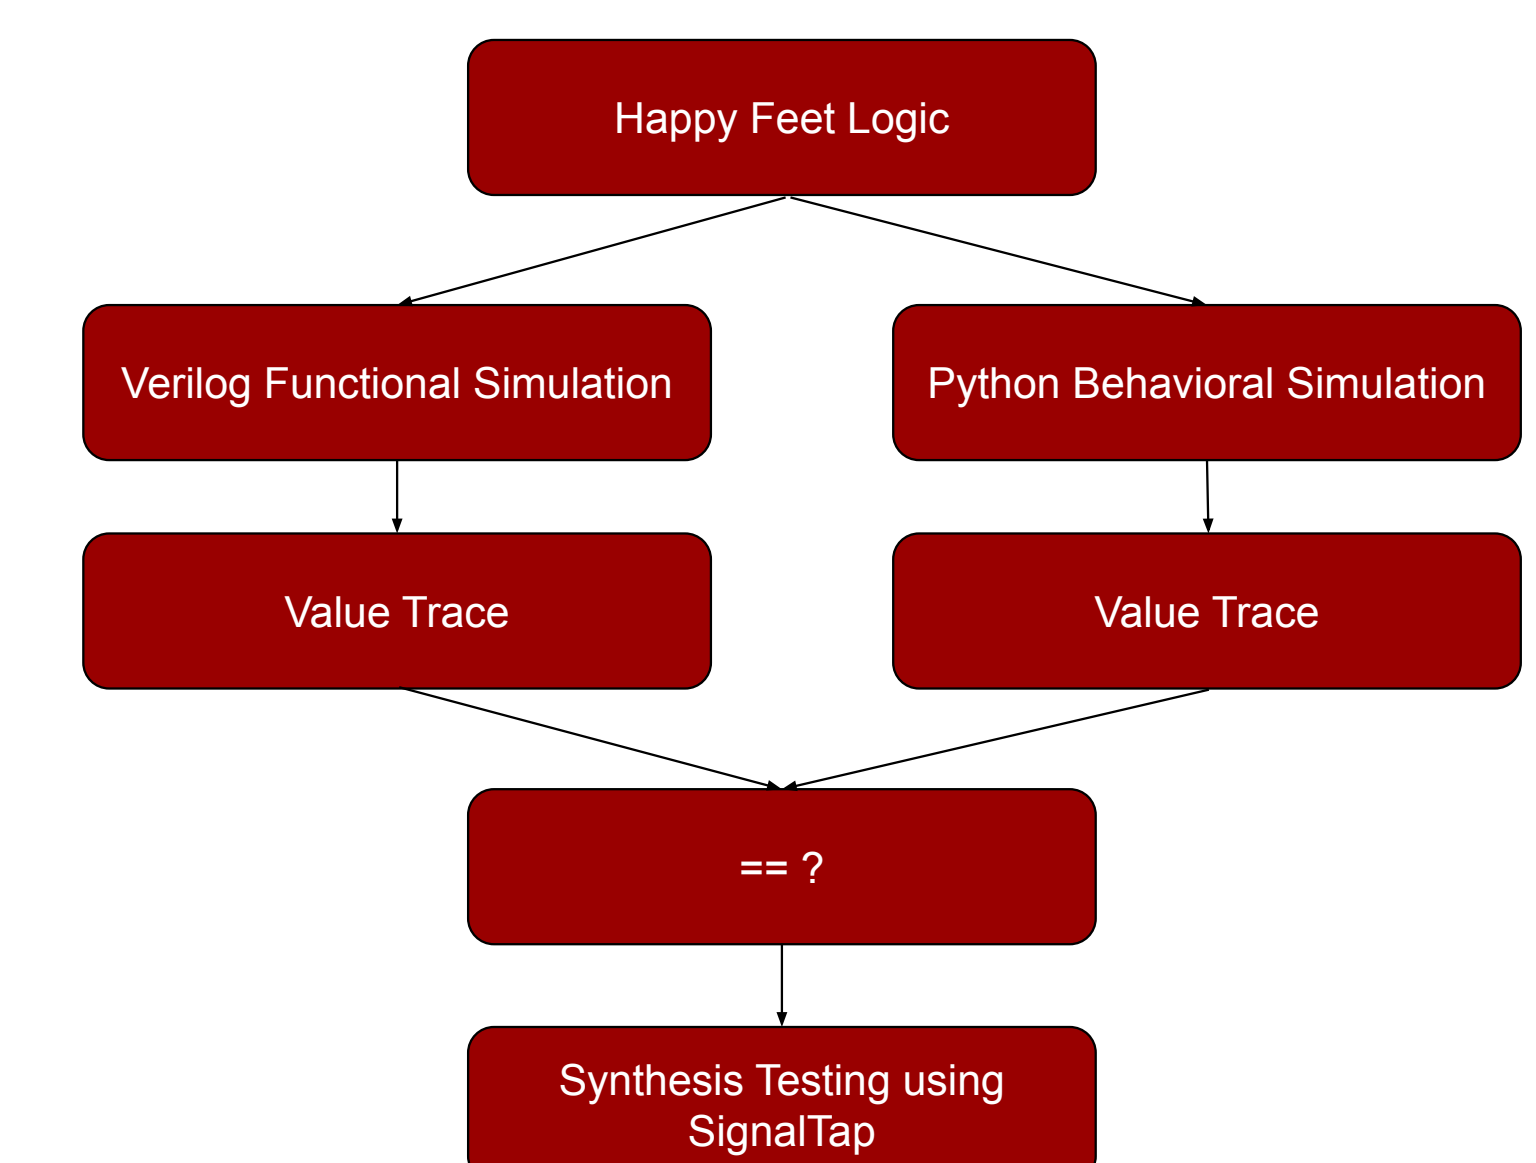 Happy Feet Logic
Verilog Functional Simulation
Python Behavioral Simulation
Value Trace
Value Trace
== ?
Synthesis Testing using
SignalTap